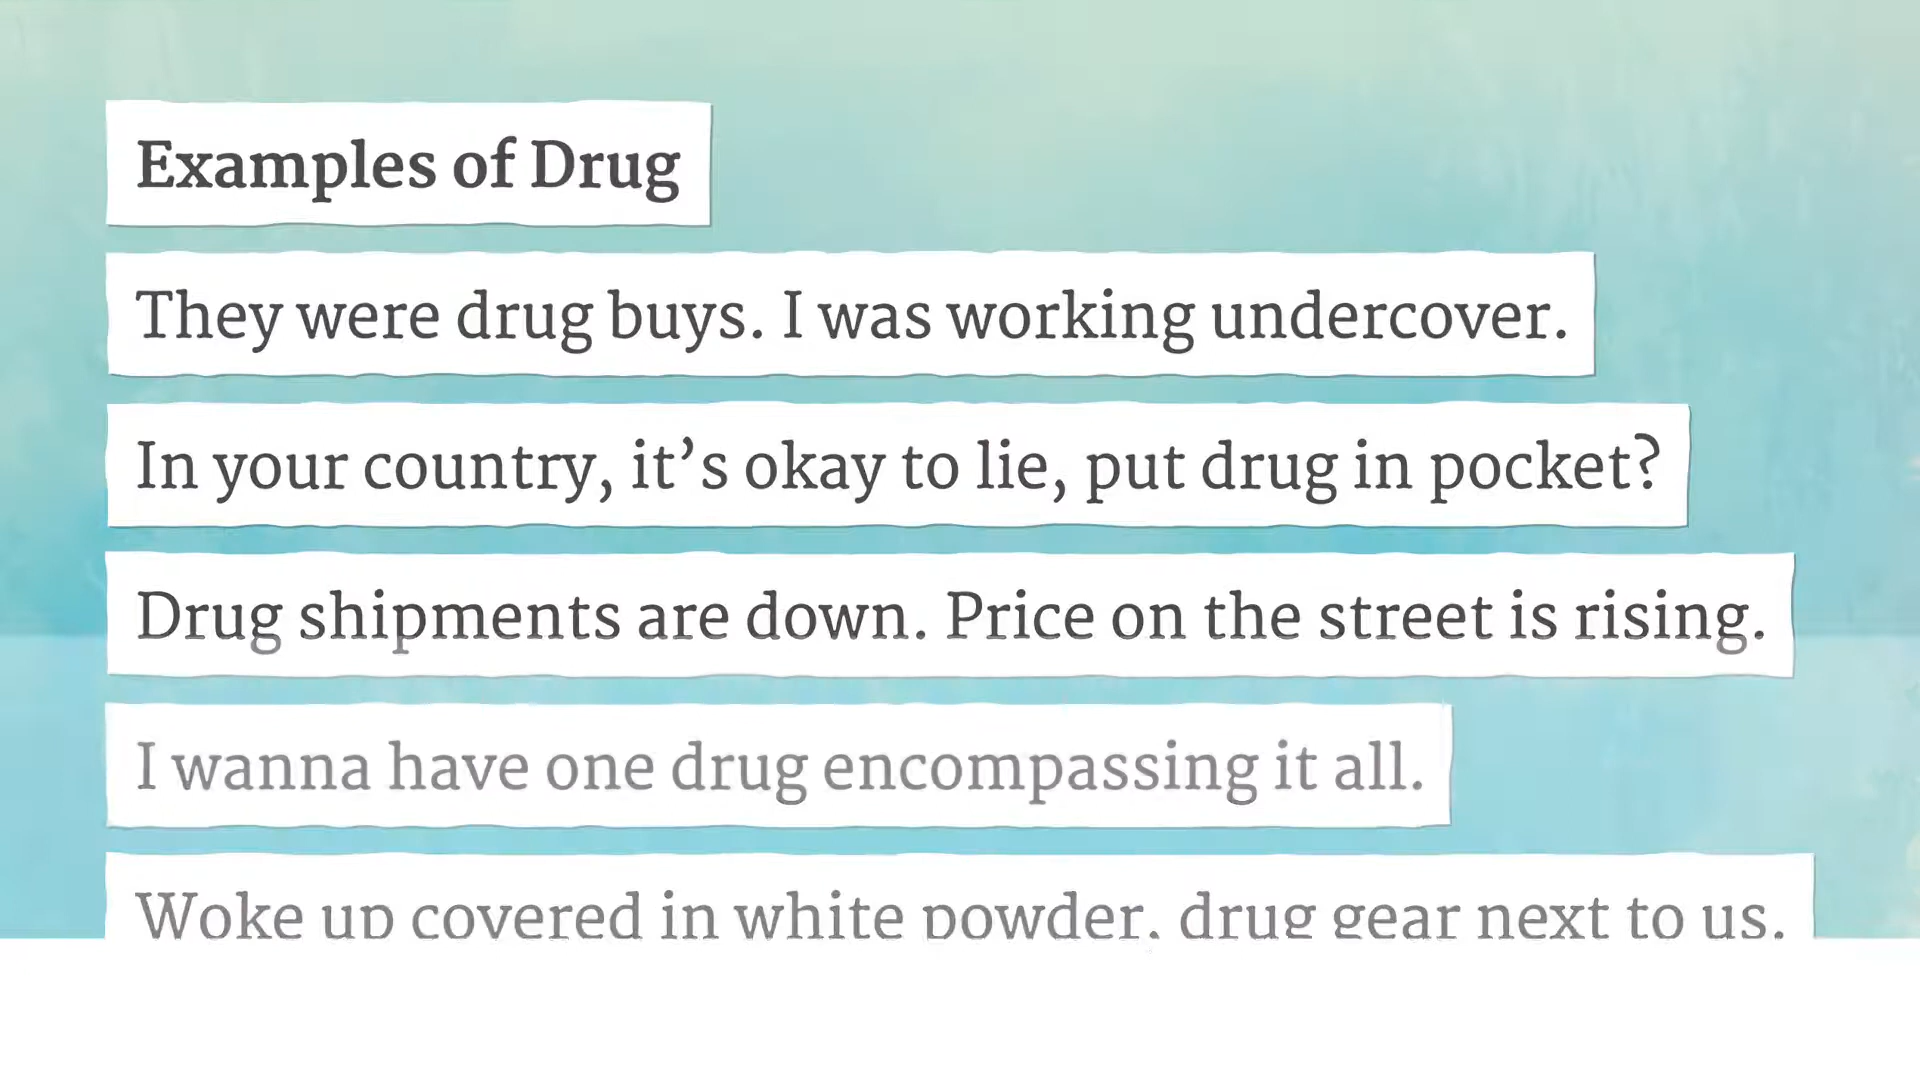 Examples of Drug
They were drug buys. I was working undercover.
In your country, it’s okay to lie, put drug in pocket?
Drug shipments are down. Price on the street is rising.
I wanna have one drug encompassing it all.
Woke up covered in white powder, drug gear next to us.